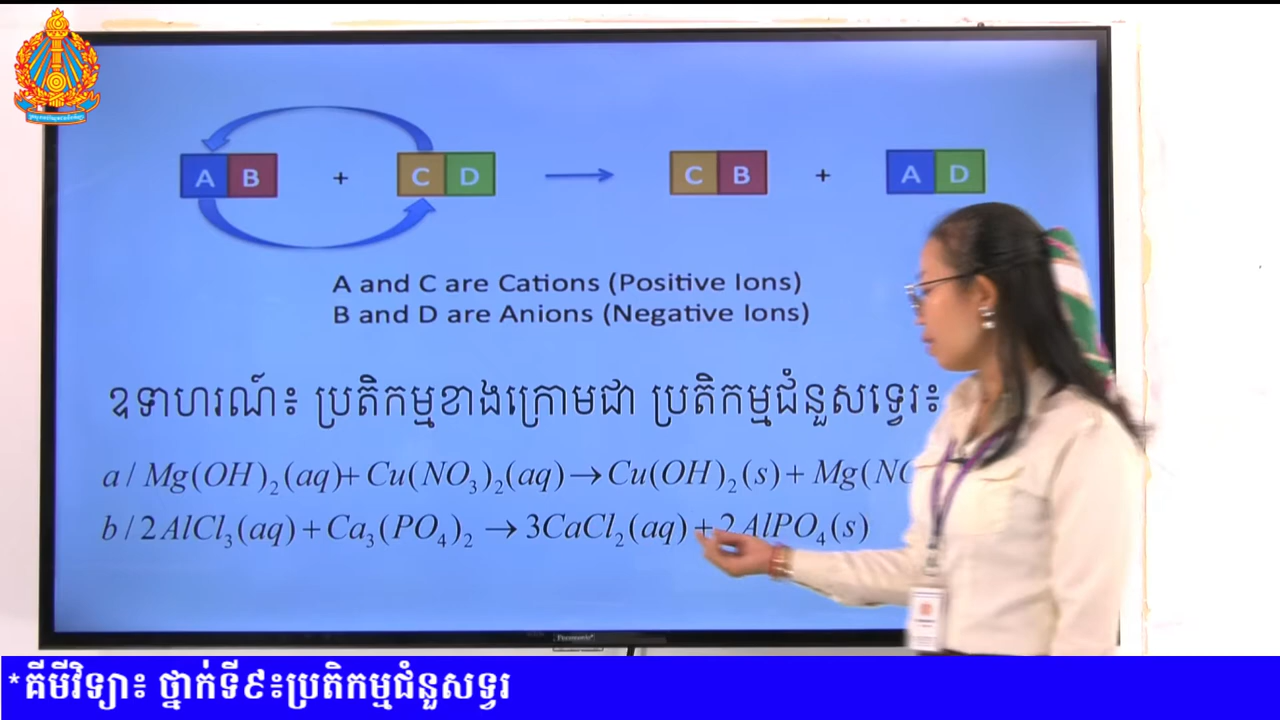 A B + C D → C B + A D
A and C are Cations (Positive Ions)
B and D are Anions (Negative Ions)
ឧទាហរណ៍៖ ប្រតិកម្មខាងក្រោមជា ប្រតិកម្មជំនួសទ្វេរ៖
a / Mg(OH)₂(aq)+ Cu(NO₃)₂(aq) → Cu(OH)₂(s) + Mg(NO
b / 2AlCl₃(aq) + Ca₃(PO₄)₂ → 3CaCl₂(aq) + 2AlPO₄(s)
*គីមីវិទ្យា៖ ថ្នាក់ទី៩៖ប្រតិកម្មជំនួសទ្វរ